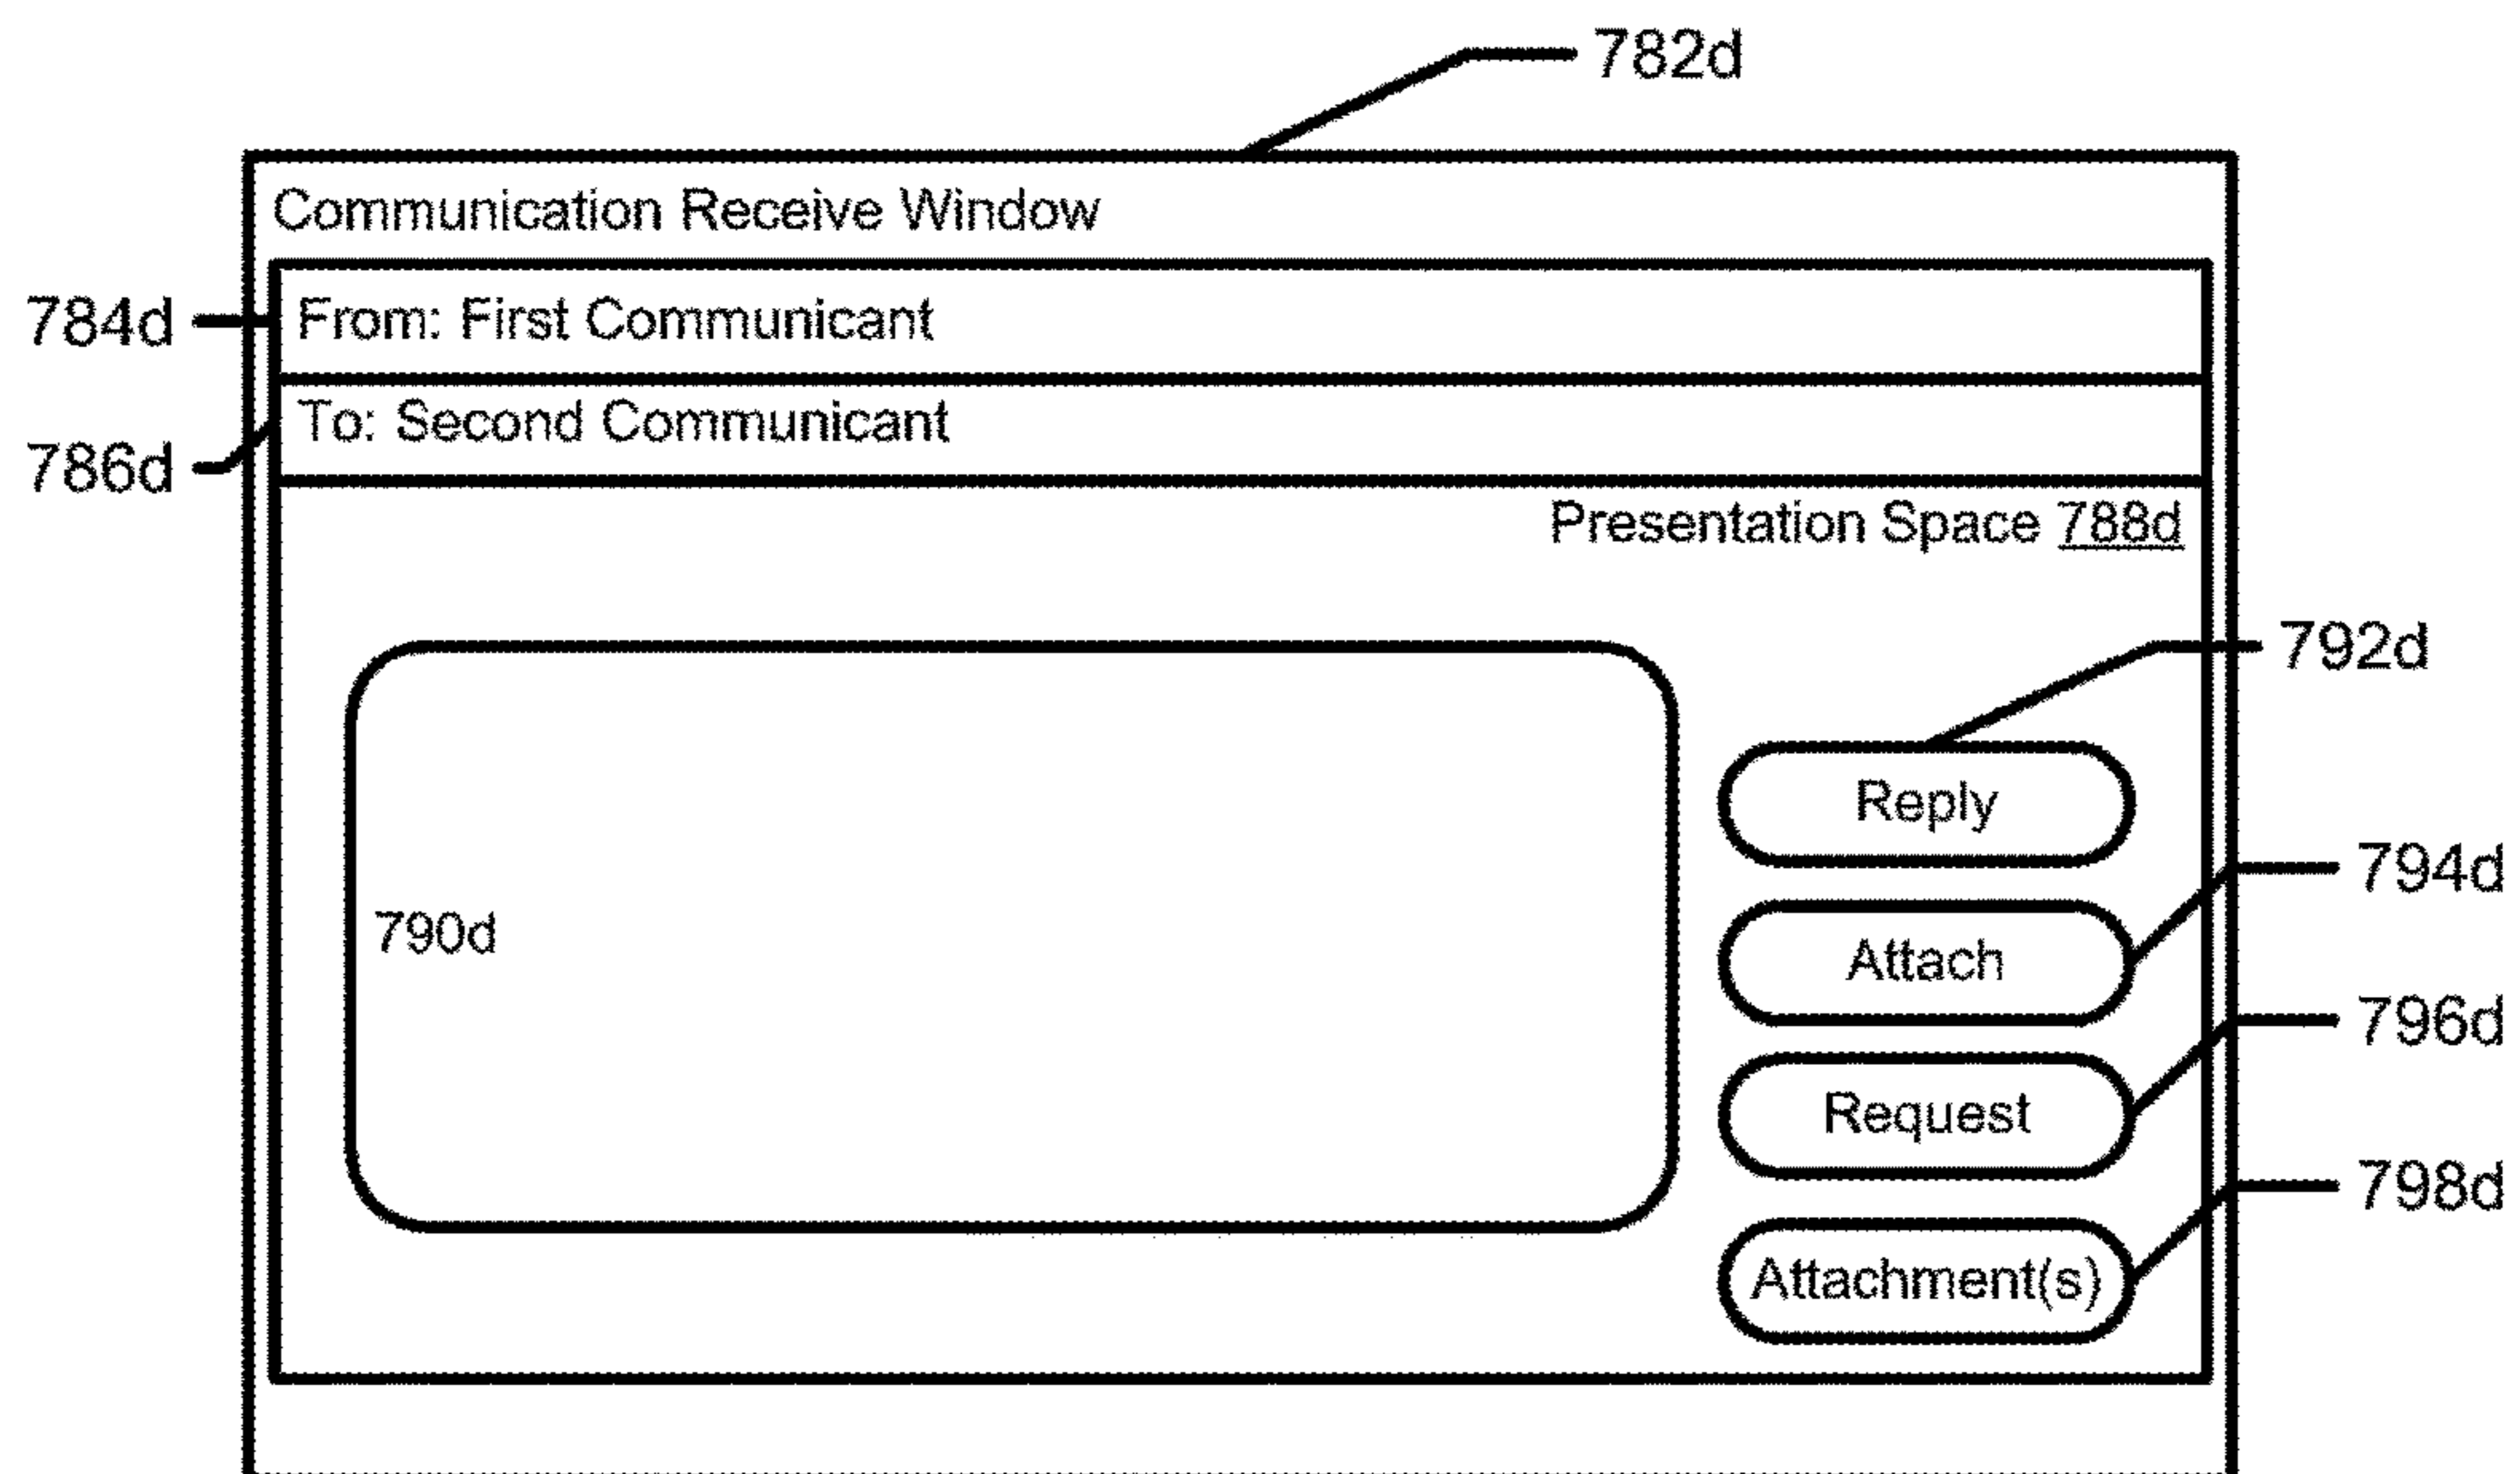 782d
Communication Receive Window
784d
From: First Communicant
To: Second Communicant
786d
Presentation Space 788d
792d
Reply
794d
790d
Attach
796d
Request
798d
Attachment(s)